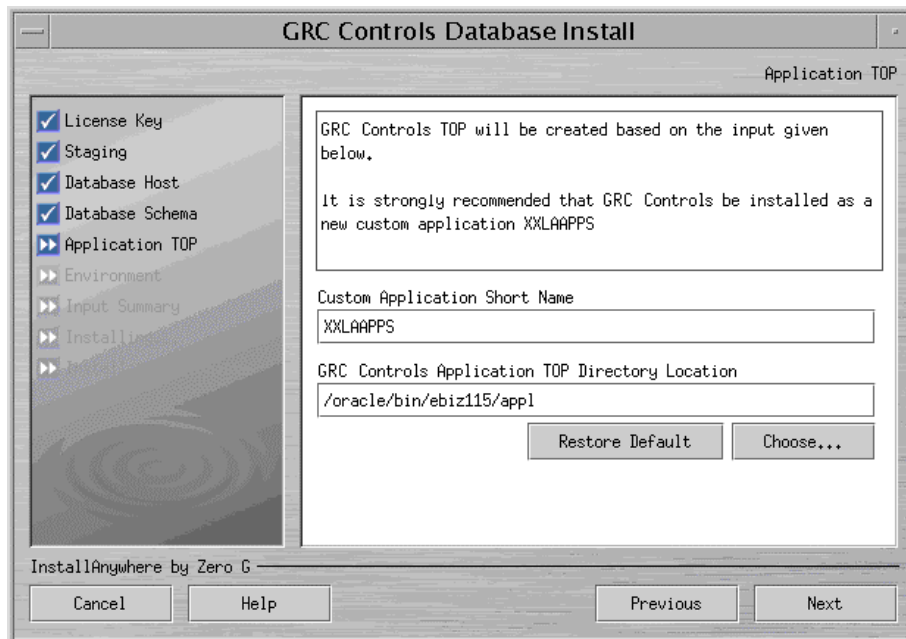 GRC Controls Database Install
Application TOP
License Key
Staging
Database Host
Database Schema
Application TOP
Environment
Input Summary
Installing
GRC Controls TOP will be created based on the input given
below.
It is strongly recommended that GRC Controls be installed as a
new custom application XXLAAPPS
Custom Application Short Name
XXLAAPPS
GRC Controls Application TOP Directory Location
/oracle/bin/ebiz115/appl
Restore Default
Choose...
InstallAnywhere by Zero G
Cancel
Help
Previous
Next